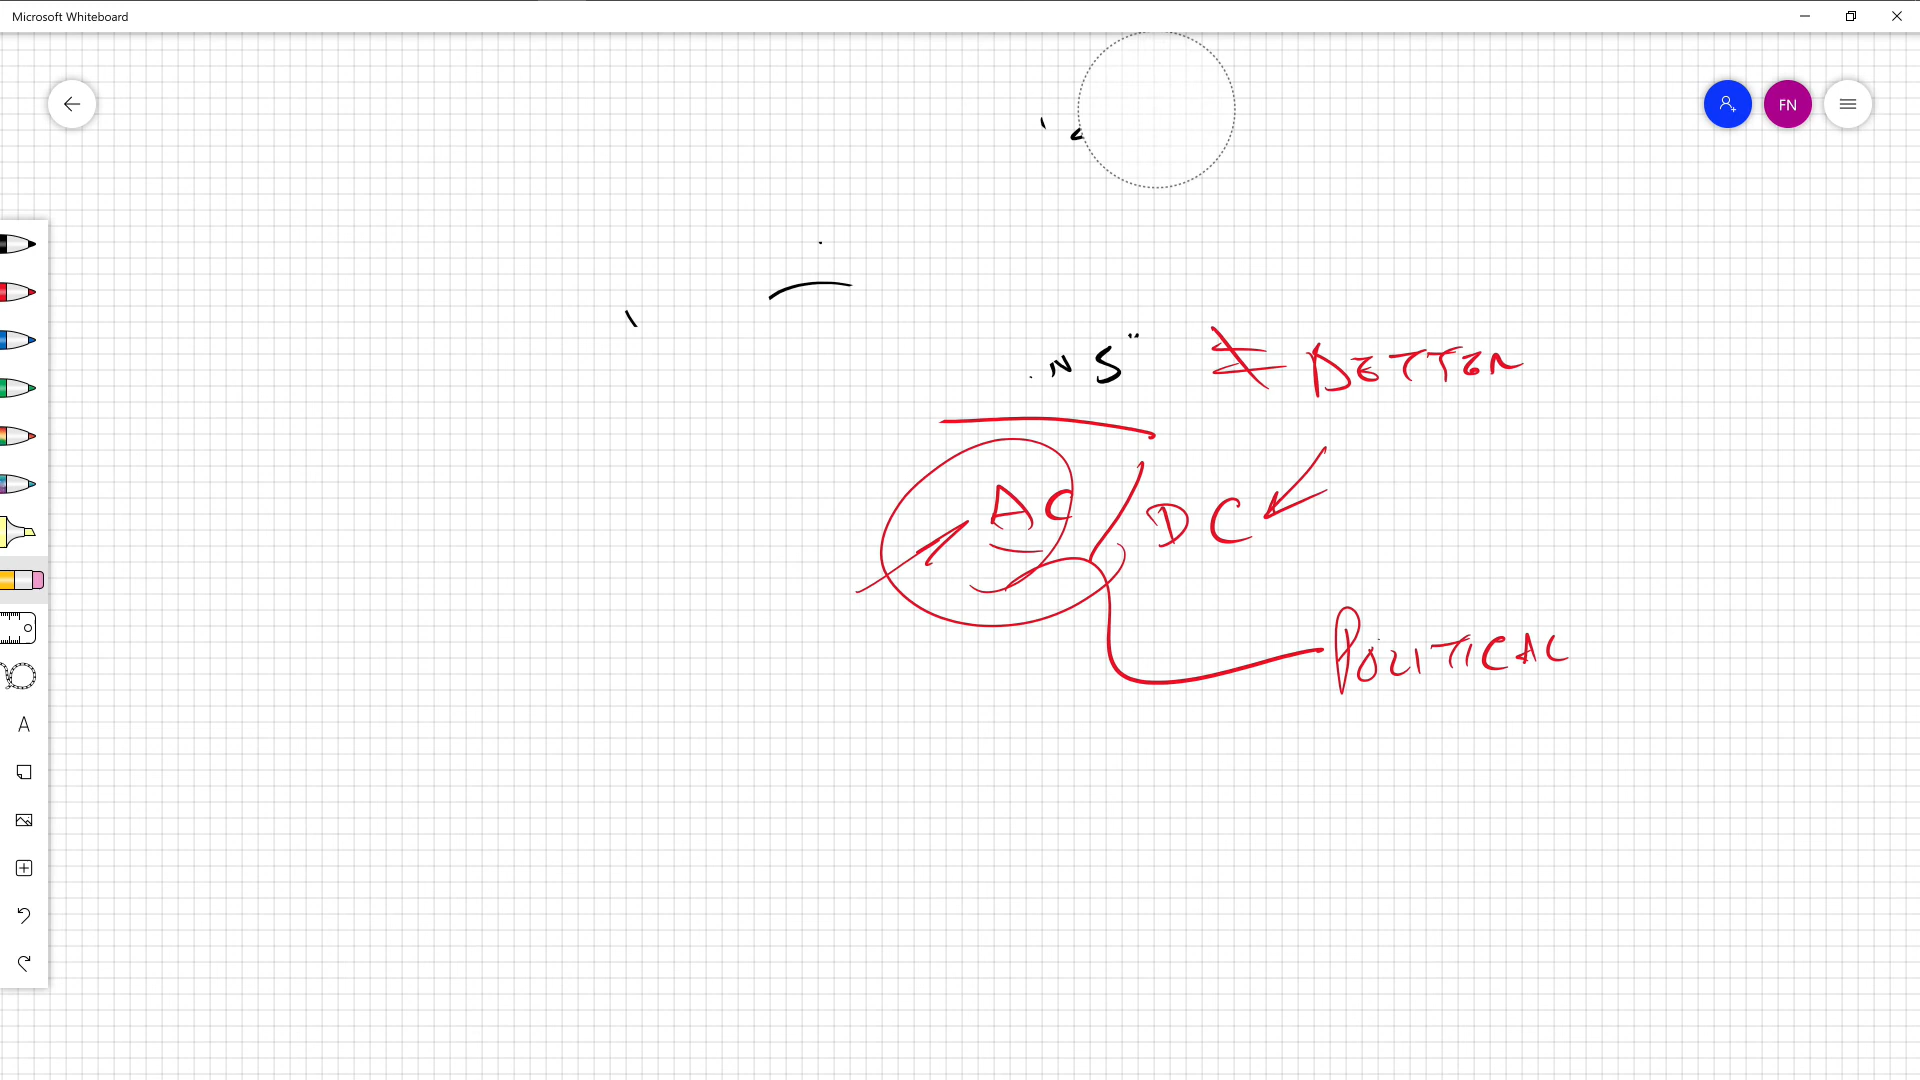 Microsoft Whiteboard
FN
NS" ≠ BETTER
AC / DC
POLITICAL
A